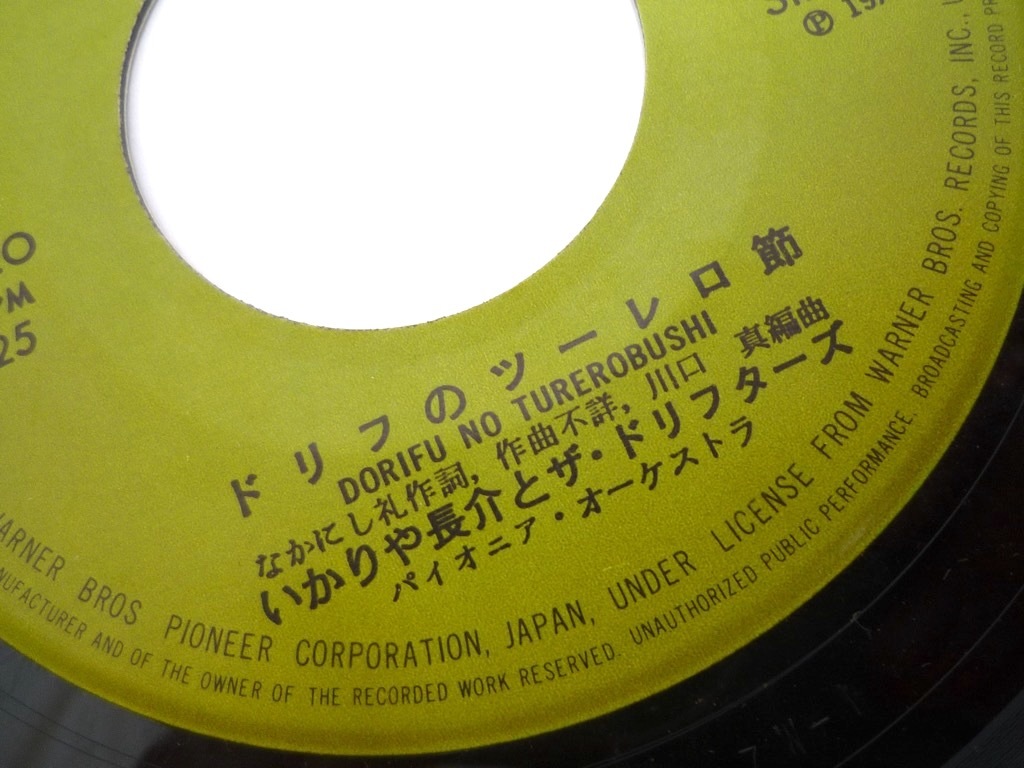 Ⓟ 197
25
ドリフのツーレロ節
DORIFU NO TUREROBUSHI
なかにし礼作詞, 作曲不詳, 川口 真編曲
いかりや長介とザ・ドリフターズ
パイオニア・オーケストラ
WARNER BROS PIONEER CORPORATION, JAPAN, UNDER LICENSE FROM WARNER BROS. RECORDS, INC.,
MANUFACTURER AND OF THE OWNER OF THE RECORDED WORK RESERVED. UNAUTHORIZED PUBLIC PERFORMANCE. BROADCASTING AND COPYING OF THIS RECORD